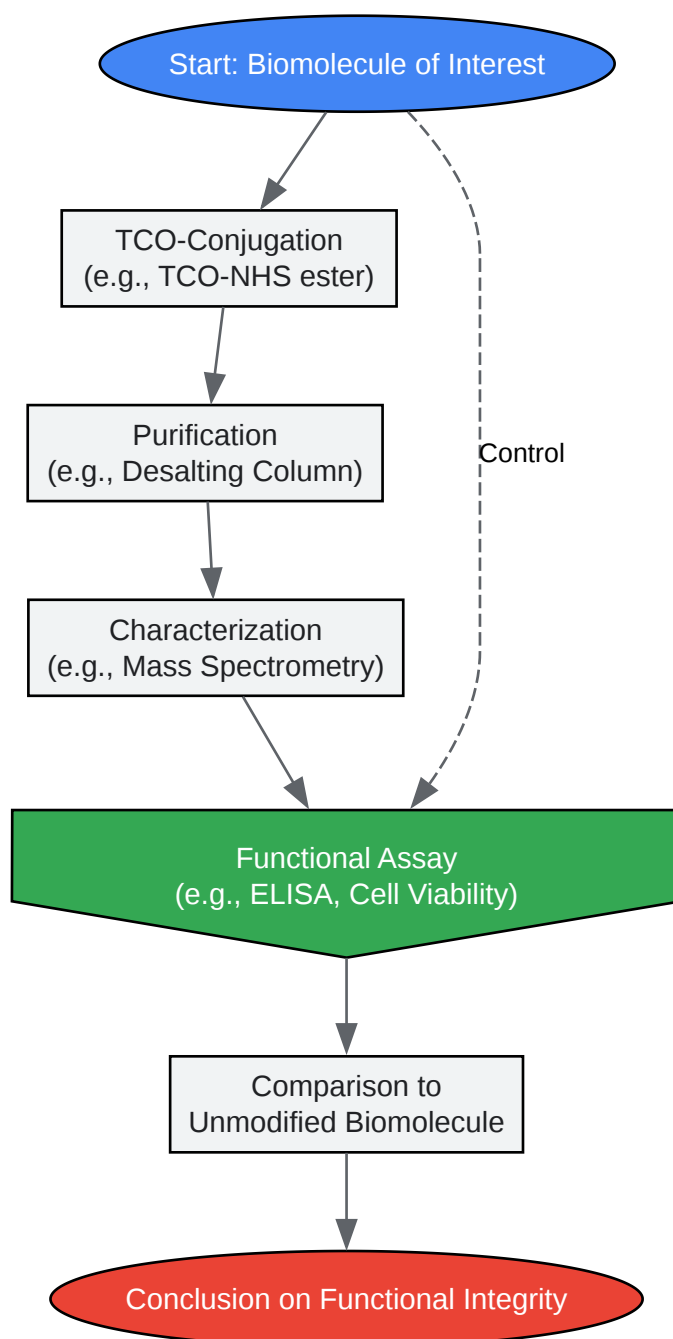 Start: Biomolecule of Interest
TCO-Conjugation
(e.g., TCO-NHS ester)
Purification
(e.g., Desalting Column)
Control
Characterization
(e.g., Mass Spectrometry)
Functional Assay
(e.g., ELISA, Cell Viability)
Comparison to
Unmodified Biomolecule
Conclusion on Functional Integrity